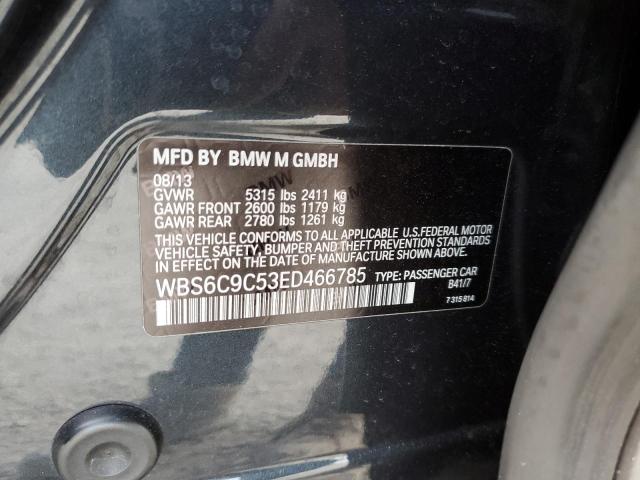 MFD BY BMW M GMBH
08/13
GVWR 5315 lbs 2411 kg
GAWR FRONT 2600 lbs 1179 kg
GAWR REAR 2780 lbs 1261 kg
THIS VEHICLE CONFORMS TO ALL APPLICABLE U.S.FEDERAL MOTOR
VEHICLE SAFETY, BUMPER AND THEFT PREVENTION STANDARDS
IN EFFECT ON THE DATE OF MANUFACTURE SHOWN ABOVE.
WBS6C9C53ED466785 TYPE: PASSENGER CAR
B41/7
7 315 814